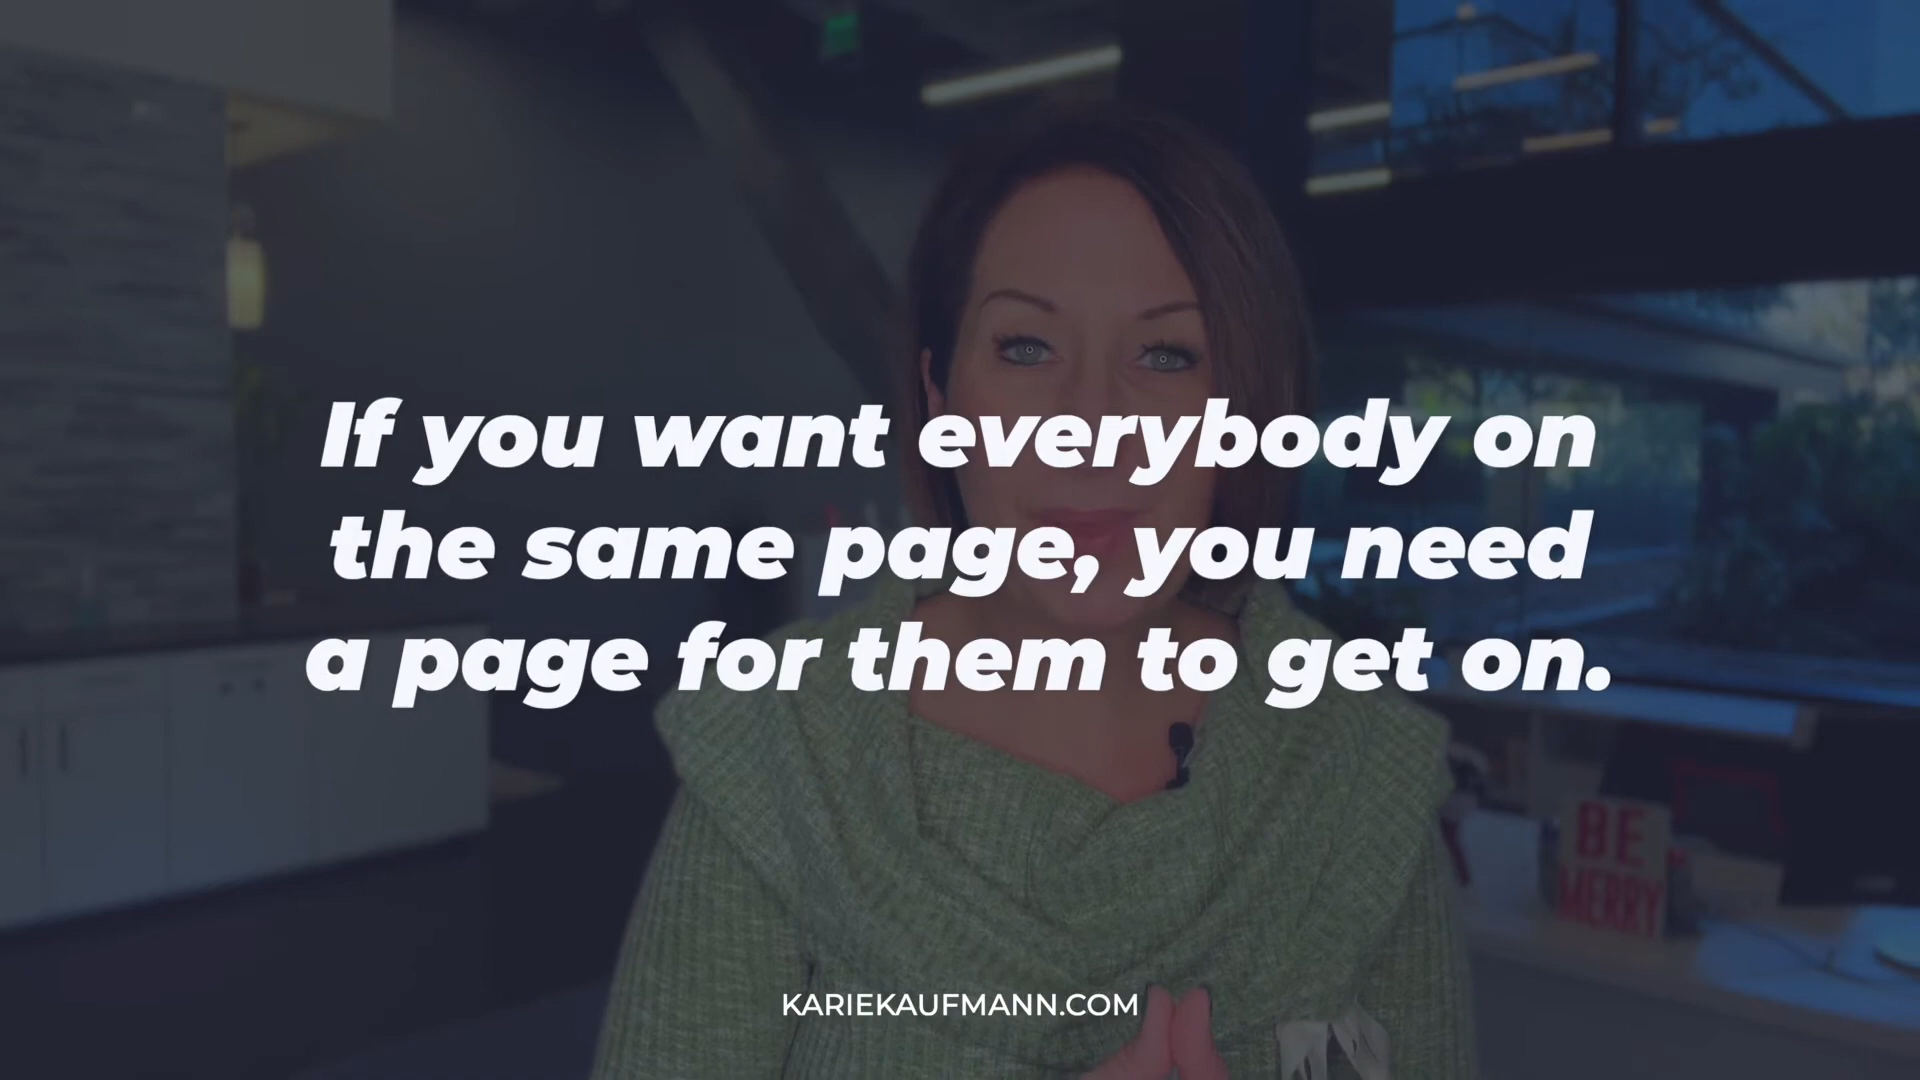 If you want everybody on
the same page, you need
a page for them to get on.
BE
MERRY
KARIEKAUFMANN.COM